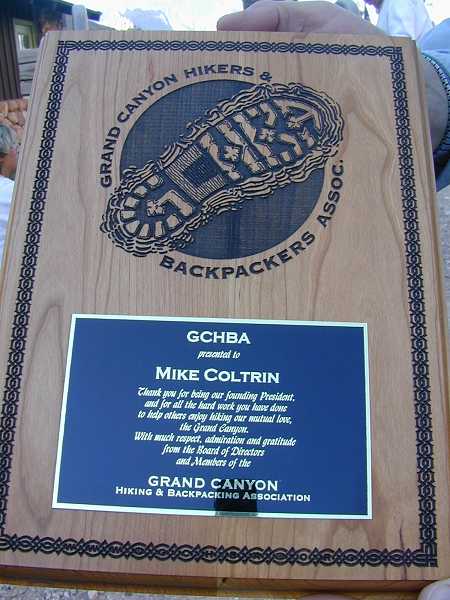 GRAND CANYON HIKERS &
BACKPACKERS ASSOC.
GCHBA
presented to
MIKE COLTRIN
Thank you for being our founding President,
and for all the hard work you have done
to help others enjoy hiking our mutual love,
the Grand Canyon.
With much respect, admiration and gratitude
from the Board of Directors
and Members of the
GRAND CANYON
HIKING & BACKPACKING ASSOCIATION